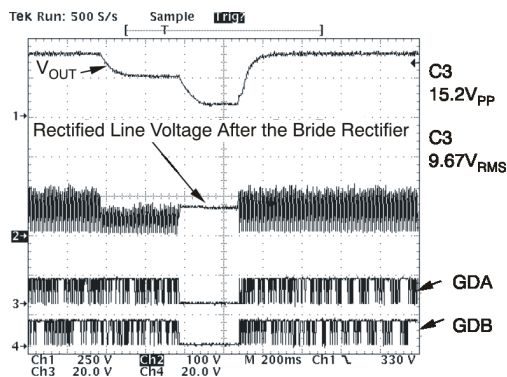 Tek Run: 500 S/s Sample Trig?
[ T ]
VOUT
C3
15.2VPP
1→
Rectified Line Voltage After the Bride Rectifier
C3
9.67VRMS
2→
GDA
3→
GDB
4→
Ch1 250 V Ch2 100 V M 200ms Ch1 330 V
Ch3 20.0 V Ch4 20.0 V